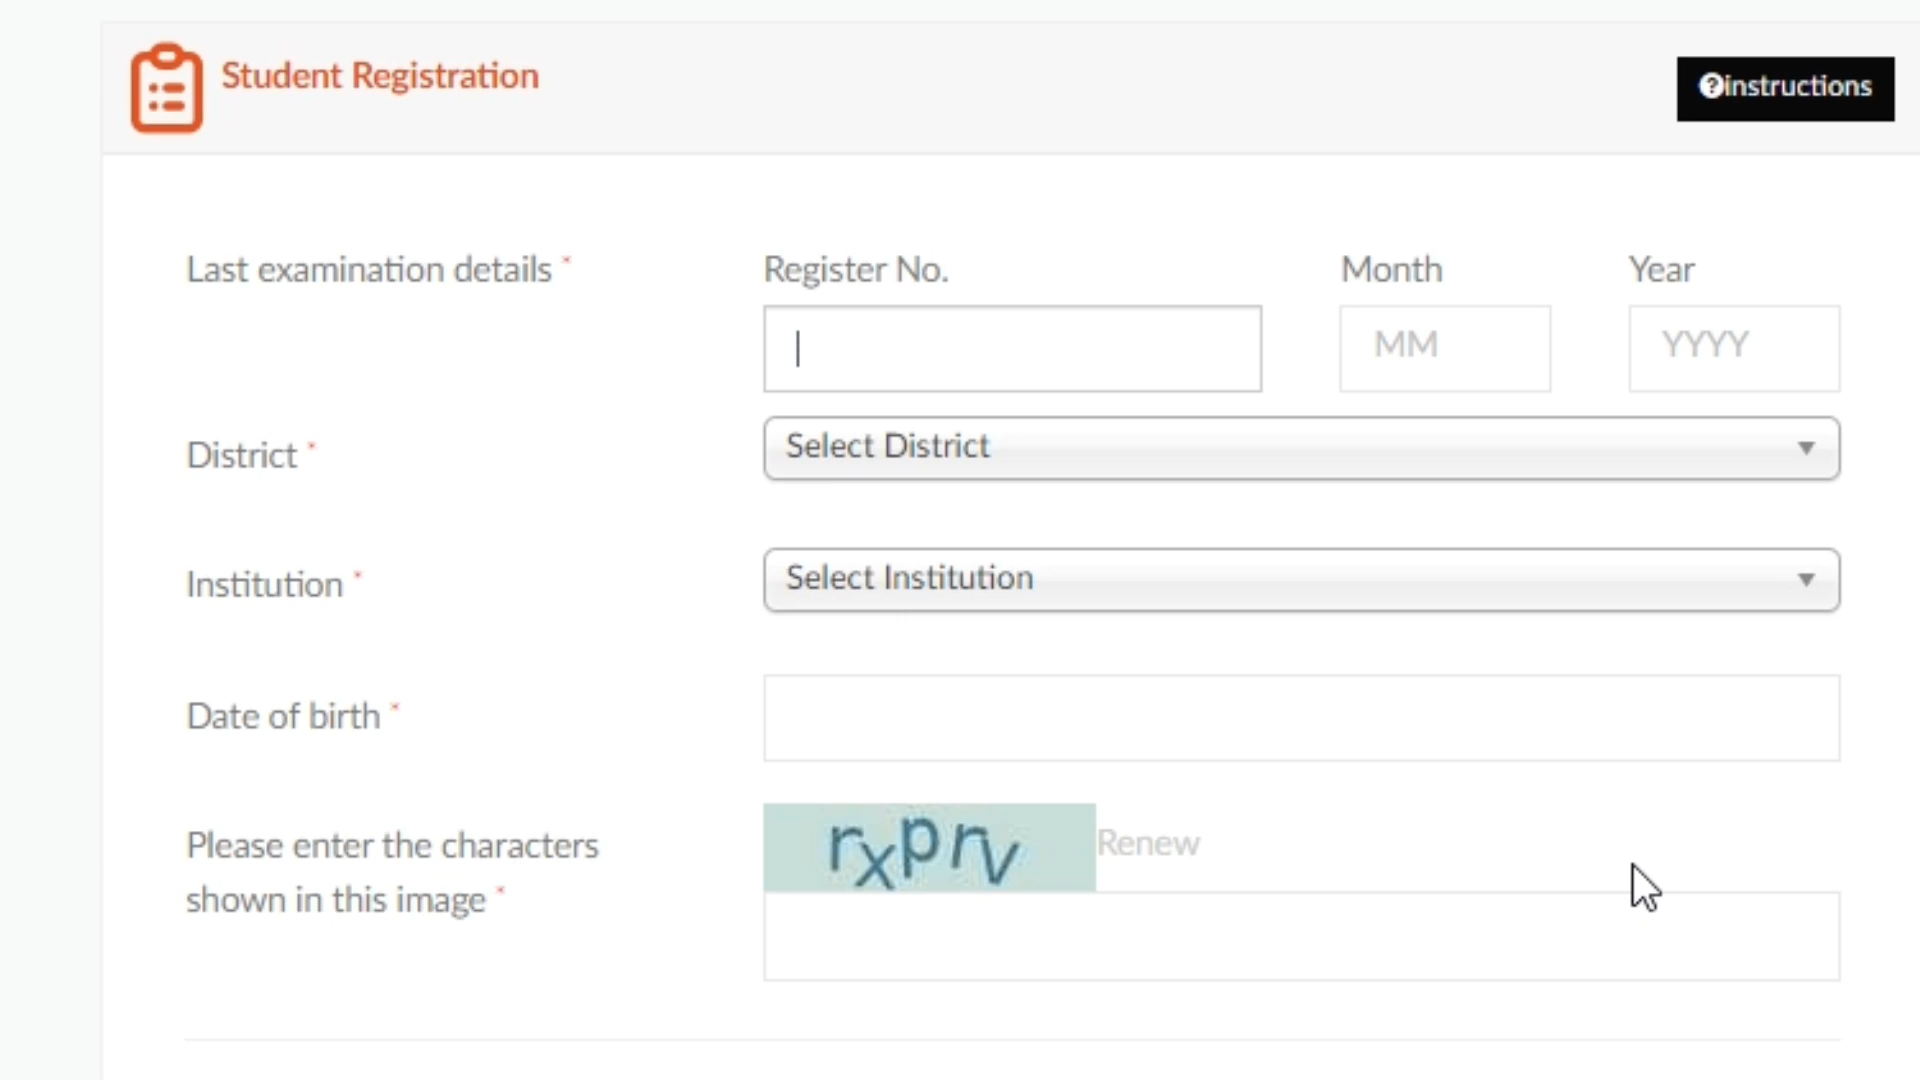 Student Registration
instructions
Last examination details *
Register No.
Month
Year
MM
YYYY
District *
Select District
Institution *
Select Institution
Date of birth *
Please enter the characters
shown in this image *
rxprv
Renew